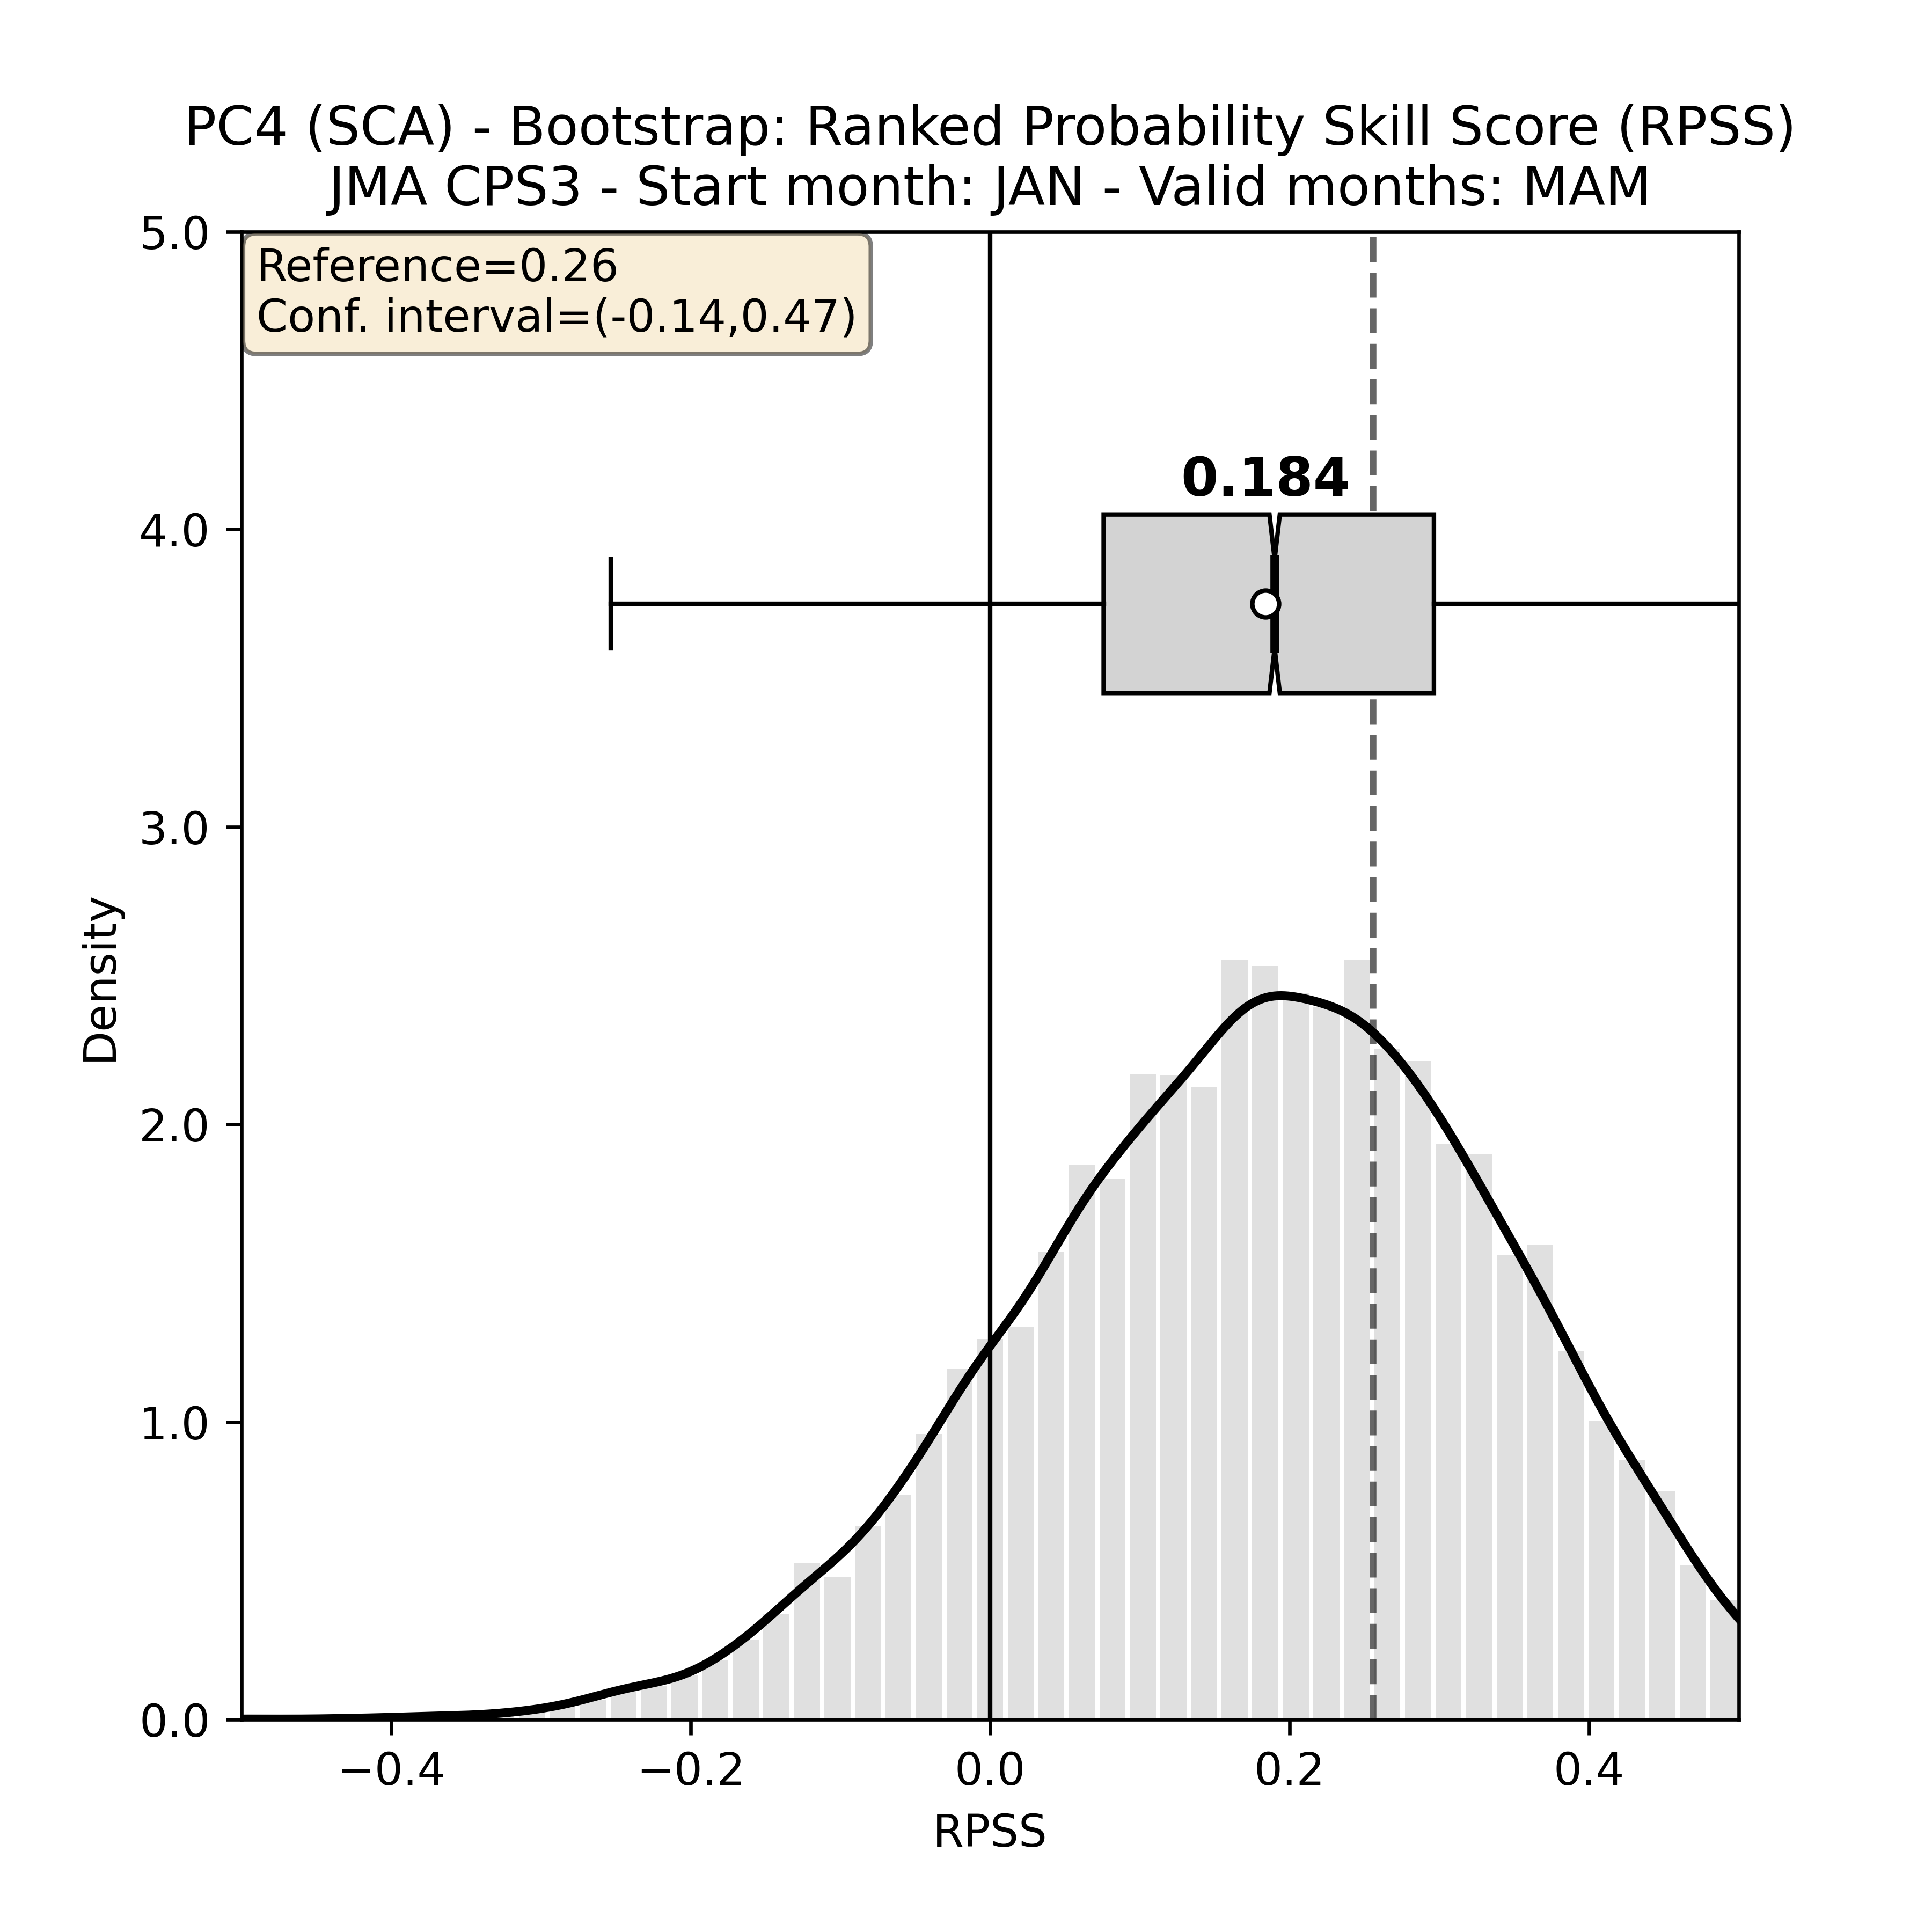 PC4 (SCA) - Bootstrap: Ranked Probability Skill Score (RPSS)
JMA CPS3 - Start month: JAN - Valid months: MAM
5.0
Reference=0.26
Conf. interval=(-0.14,0.47)
0.184
4.0
3.0
Density
2.0
1.0
0.0
−0.4
−0.2
0.0
0.2
0.4
RPSS